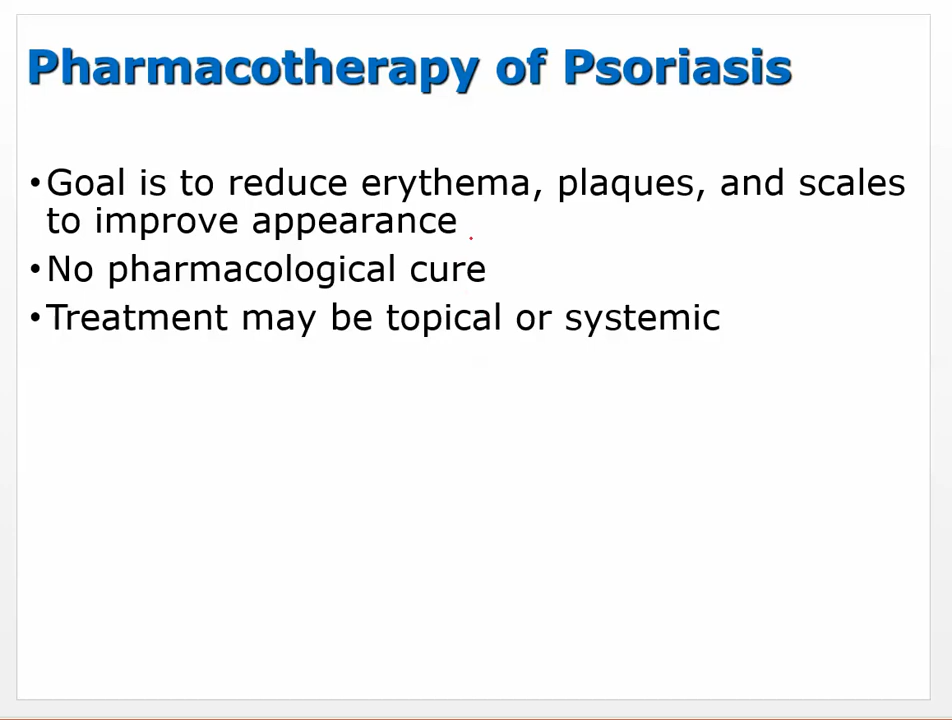 Pharmacotherapy of Psoriasis
•Goal is to reduce erythema, plaques, and scales
to improve appearance
•No pharmacological cure
•Treatment may be topical or systemic